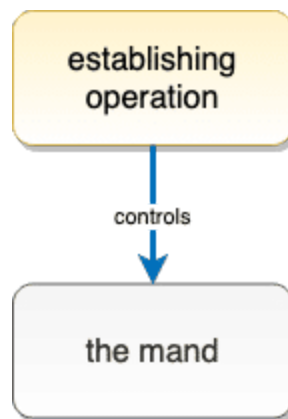 establishing
operation
controls
the mand